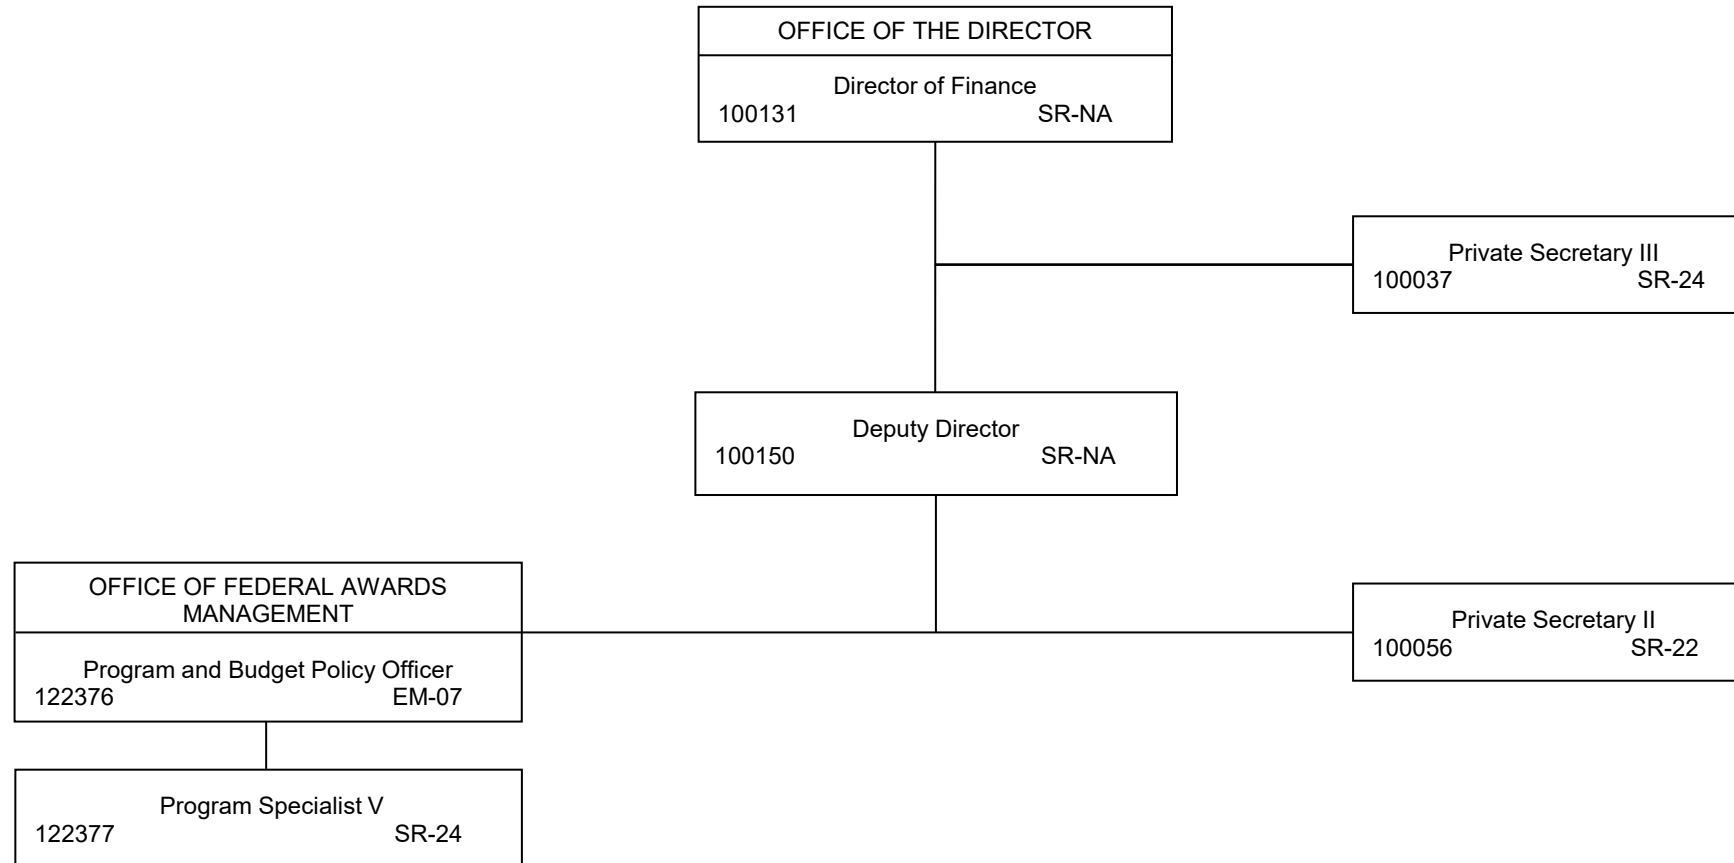 OFFICE OF THE DIRECTOR
Director of Finance
100131 SR-NA
Private Secretary III
100037 SR-24
Deputy Director
100150 SR-NA
OFFICE OF FEDERAL AWARDS
MANAGEMENT
Program and Budget Policy Officer
122376 EM-07
Private Secretary II
100056 SR-22
Program Specialist V
122377 SR-24